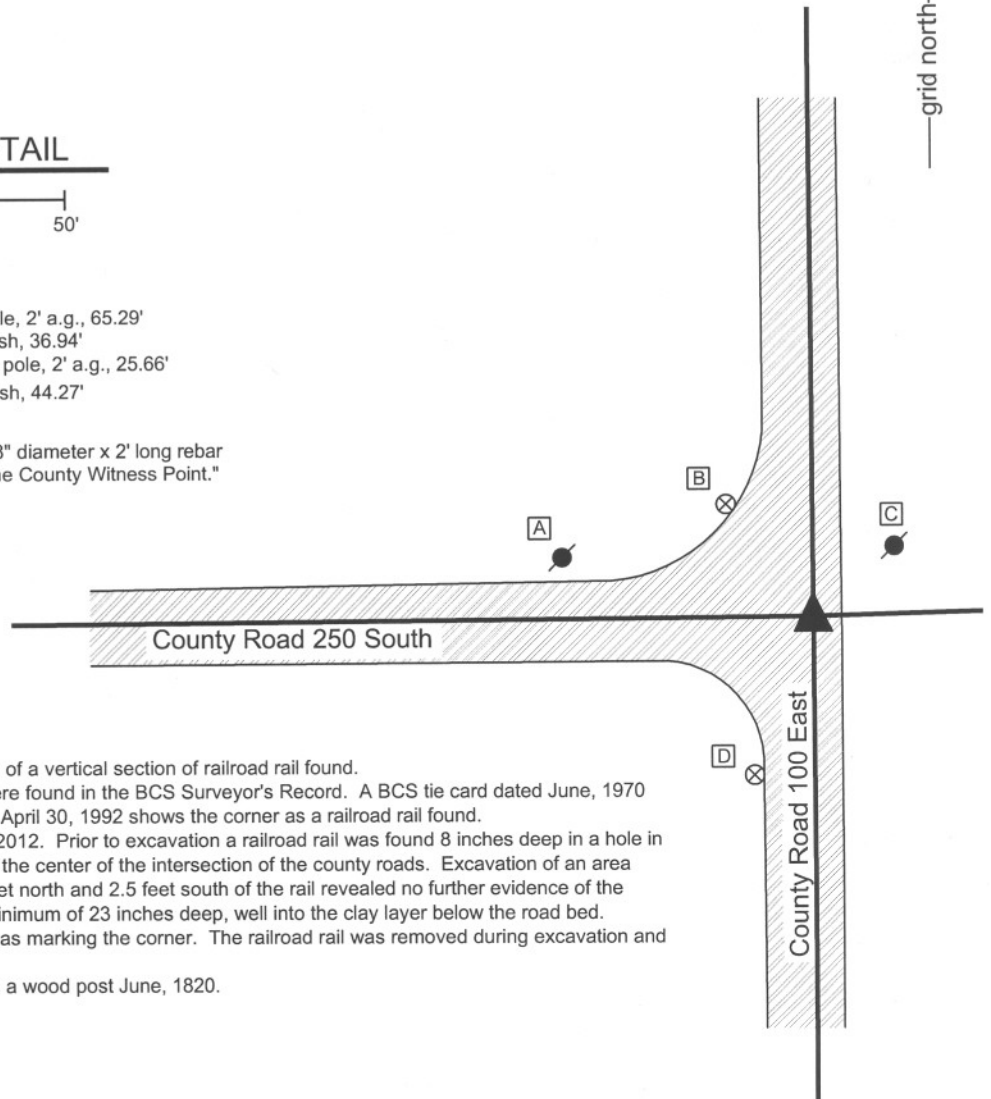 grid north
TAIL
50'
le, 2' a.g., 65.29'
sh, 36.94'
pole, 2' a.g., 25.66'
sh, 44.27'
8" diameter x 2' long rebar
e County Witness Point."
B
A
C
County Road 250 South
D
County Road 100 East
of a vertical section of railroad rail found.
ere found in the BCS Surveyor's Record. A BCS tie card dated June, 1970
April 30, 1992 shows the corner as a railroad rail found.
2012. Prior to excavation a railroad rail was found 8 inches deep in a hole in
the center of the intersection of the county roads. Excavation of an area
et north and 2.5 feet south of the rail revealed no further evidence of the
inimum of 23 inches deep, well into the clay layer below the road bed.
as marking the corner. The railroad rail was removed during excavation and
a wood post June, 1820.